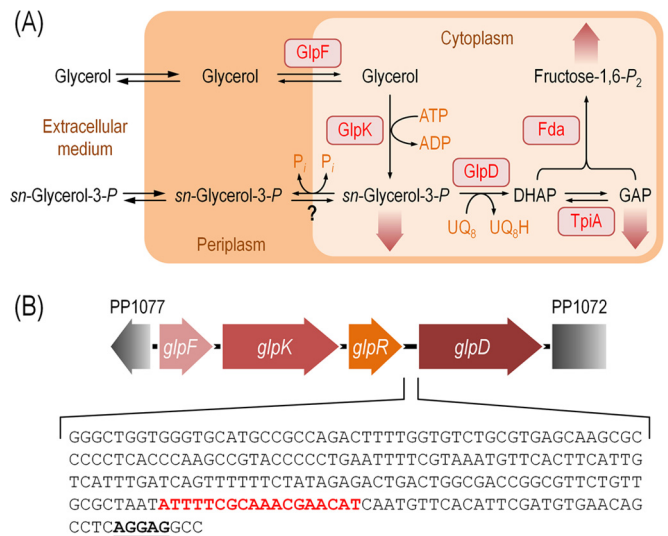 (A)
Cytoplasm
GlpF
Glycerol
Glycerol
Glycerol
Fructose-1,6-P2
Extracellular
medium
GlpK
ATP
ADP
Fda
Pi
Pi
GlpD
sn-Glycerol-3-P
sn-Glycerol-3-P
sn-Glycerol-3-P
DHAP
GAP
?
TpiA
Periplasm
UQ8
UQ8H
(B)
PP1077
PP1072
glpF
glpK
glpR
glpD
GGGCTGGTGGGTGCATGCCGCCAGACTTTTGGTGTCTGCGTGAGCAAGCGC
CCCCTCACCCAAGCCGTACCCCCTGAATTTTCGTAAATGTTCACTTCATTG
TCATTTGATCAGTTTTTTCTATAGAGACTGACTGGCGACCGGCGTTCTGTT
GCGCTAATATTTTCGCAAACGAACATCAATGTTCACATTCGATGTGAACAG
CCTCAGGAGGCC